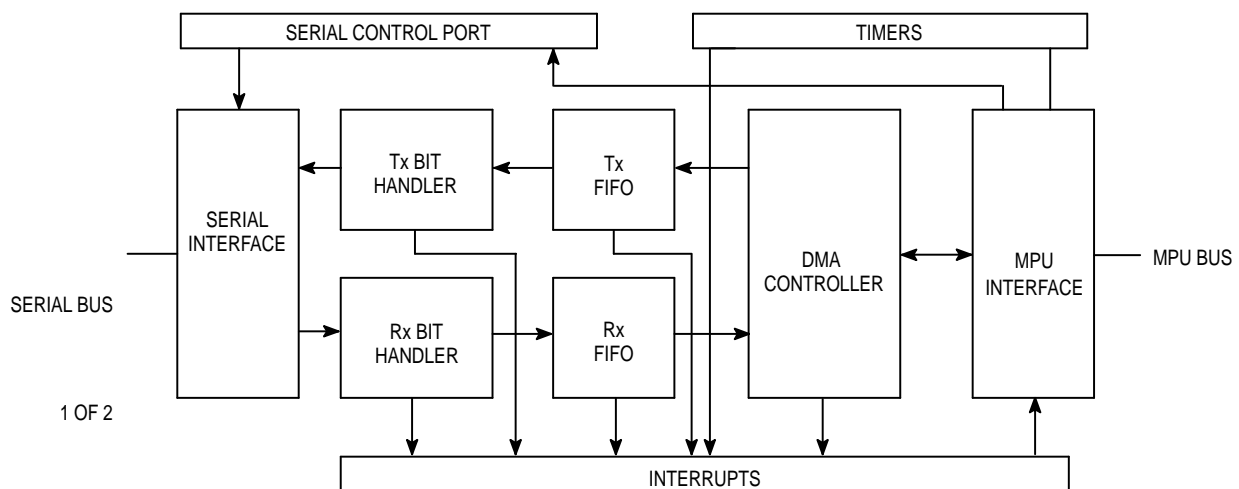 SERIAL CONTROL PORT
TIMERS
Tx BIT
HANDLER
Tx
FIFO
SERIAL
INTERFACE
DMA
CONTROLLER
MPU
INTERFACE
MPU BUS
SERIAL BUS
Rx BIT
HANDLER
Rx
FIFO
1 OF 2
INTERRUPTS